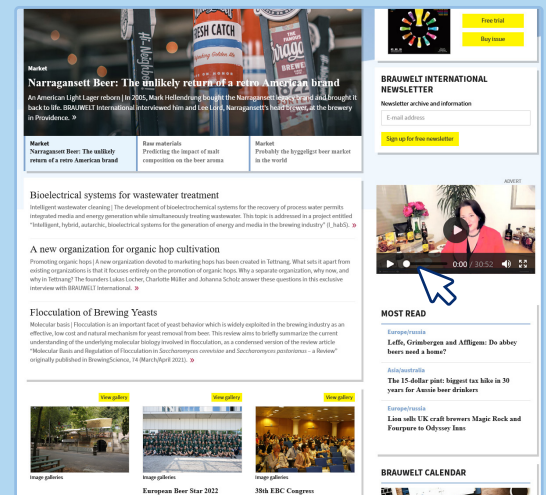 Hi-Neighbor!
FRESH CATCH
Market
Narragansett Beer: The unlikely return of a retro American brand
An American Light Lager reborn | In 2005, Mark Hellendrung bought the Narragansett legacy brand and brought it
back to life. BRAUWELT International interviewed him and Lee Lord, Narragansett's head brewer, at the brewery
in Providence. »
Market
Narragansett Beer: The unlikely
return of a retro American brand
Raw materials
Predicting the impact of malt
composition on the beer aroma
Market
Probably the hyggeligst beer market
in the world
Bioelectrical systems for wastewater treatment
Intelligent wastewater cleaning | The development of bioelectrochemical systems for the recovery of process water permits
integrated media and energy generation while simultaneously treating wastewater. This topic is addressed in a project entitled
"Intelligent, hybrid, autarchic, bioelectrical systems for the generation of energy and media in the brewing industry" (I_habS). »
A new organization for organic hop cultivation
Promoting organic hops | A new organization devoted to marketing hops has been created in Tettnang. What sets it apart from
existing organizations is that it focuses entirely on the promotion of organic hops. Why a separate organization, why now, and
why in Tettnang? The founders Lukas Locher, Charlotte Müller and Johanna Scholz answer these questions in this exclusive
interview with BRAUWELT International. »
Flocculation of Brewing Yeasts
Molecular basis | Flocculation is an important facet of yeast behavior which is widely exploited in the brewing industry as an
effective, low cost and natural mechanism for yeast removal from beer. This review aims to briefly summarize the current
understanding of the underlying molecular biology involved in flocculation, as a condensed version of the review article
"Molecular Basis and Regulation of Flocculation in Saccharomyces cerevisiae and Saccharomyces pastorianus – a Review"
originally published in BrewingScience, 74 (March/April 2021). »
View gallery
View gallery
View gallery
Image galleries
Image galleries
European Beer Star 2022
Image galleries
38th EBC Congress
Free trial
Buy issue
BRAUWELT INTERNATIONAL
NEWSLETTER
Newsletter archive and information
E-mail address
Sign up for free newsletter
ADVERT
0:00 / 30:52
MOST READ
Europe/russia
Leffe, Grimbergen and Affligem: Do abbey
beers need a home?
Asia/australia
The 15-dollar pint: biggest tax hike in 30
years for Aussie beer drinkers
Europe/russia
Lion sells UK craft brewers Magic Rock and
Fourpure to Odyssey Inns
BRAUWELT CALENDAR